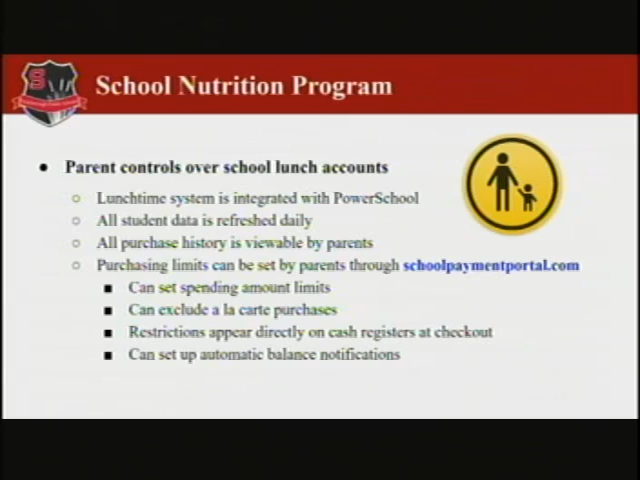 S
School Nutrition Program
Parent controls over school lunch accounts
Lunchtime system is integrated with PowerSchool
All student data is refreshed daily
All purchase history is viewable by parents
Purchasing limits can be set by parents through schoolpaymentportal.com
Can set spending amount limits
Can exclude a la carte purchases
Restrictions appear directly on cash registers at checkout
Can set up automatic balance notifications